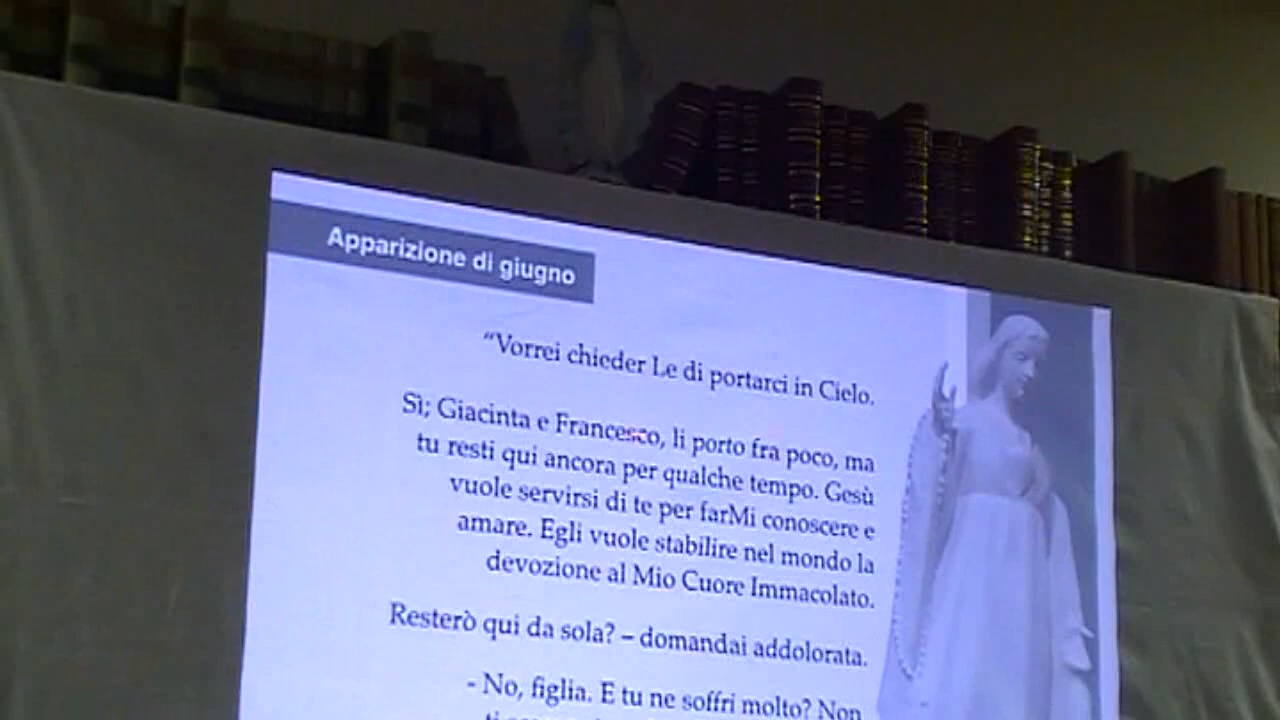 Apparizione di giugno
“Vorrei chieder Le di portarci in Cielo.
Sì; Giacinta e Francesco, li porto fra poco, ma
tu resti qui ancora per qualche tempo. Gesù
vuole servirsi di te per farMi conoscere e
amare. Egli vuole stabilire nel mondo la
devozione al Mio Cuore Immacolato.
Resterò qui da sola? – domandai addolorata.
- No, figlia. E tu ne soffri molto? Non